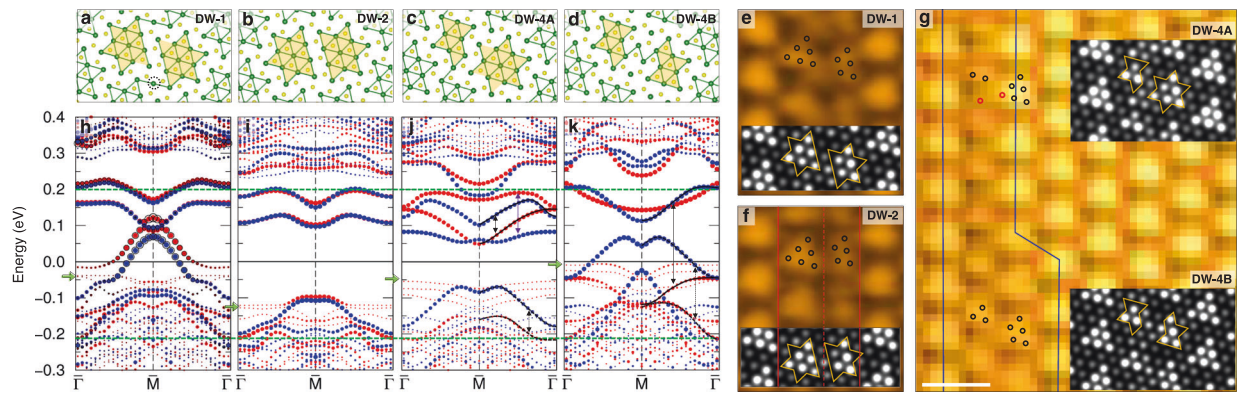 a DW-1
b DW-2
c DW-4A
d DW-4B
e DW-1
g DW-4A
f DW-2
DW-4B
h
i
j
k
Energy (eV)
0.4
0.3
0.2
0.1
0.0
−0.1
−0.2
−0.3
Γ̅ M̅ Γ̅ Γ̅ M̅ Γ̅ Γ̅ M̅ Γ̅ Γ̅ M̅ Γ̅